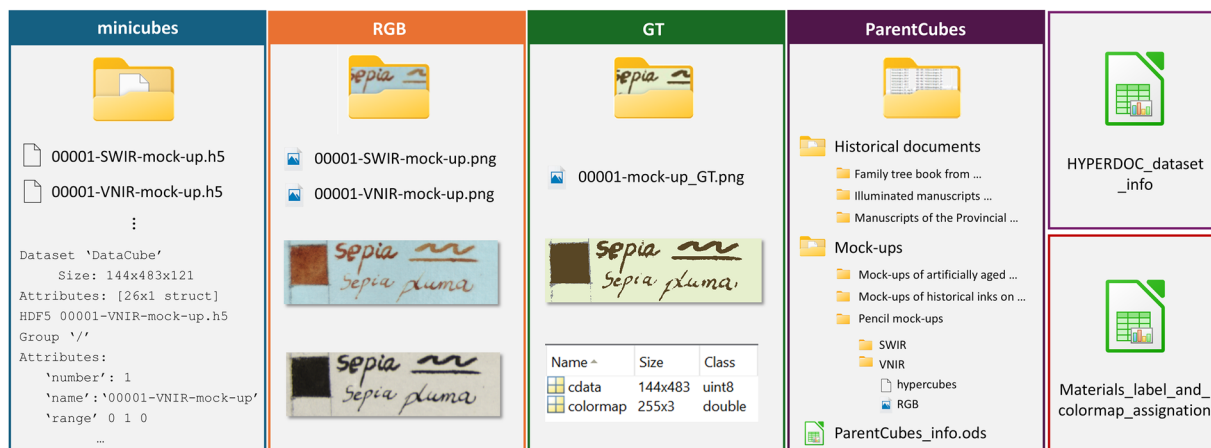 minicubes
00001-SWIR-mock-up.h5
00001-VNIR-mock-up.h5
⋮
Dataset ‘DataCube’
Size: 144x483x121
Attributes: [26x1 struct]
HDF5 00001-VNIR-mock-up.h5
Group ‘/’
Attributes:
‘number’: 1
‘name’:‘00001-VNIR-mock-up’
‘range’ 0 1 0
…
RGB
sepia
00001-SWIR-mock-up.png
00001-VNIR-mock-up.png
sepia
Sepia pluma
sepia
Sepia pluma
GT
sepia
00001-mock-up_GT.png
sepia
Sepia pluma.
Name Size Class
cdata 144x483 uint8
colormap 255x3 double
ParentCubes
Historical documents
Family tree book from …
Illuminated manuscripts …
Manuscripts of the Provincial …
Mock-ups
Mock-ups of artificially aged …
Mock-ups of historical inks on …
Pencil mock-ups
SWIR
VNIR
hypercubes
RGB
ParentCubes_info.ods
HYPERDOC_dataset
_info
Materials_label_and_
colormap_assignation